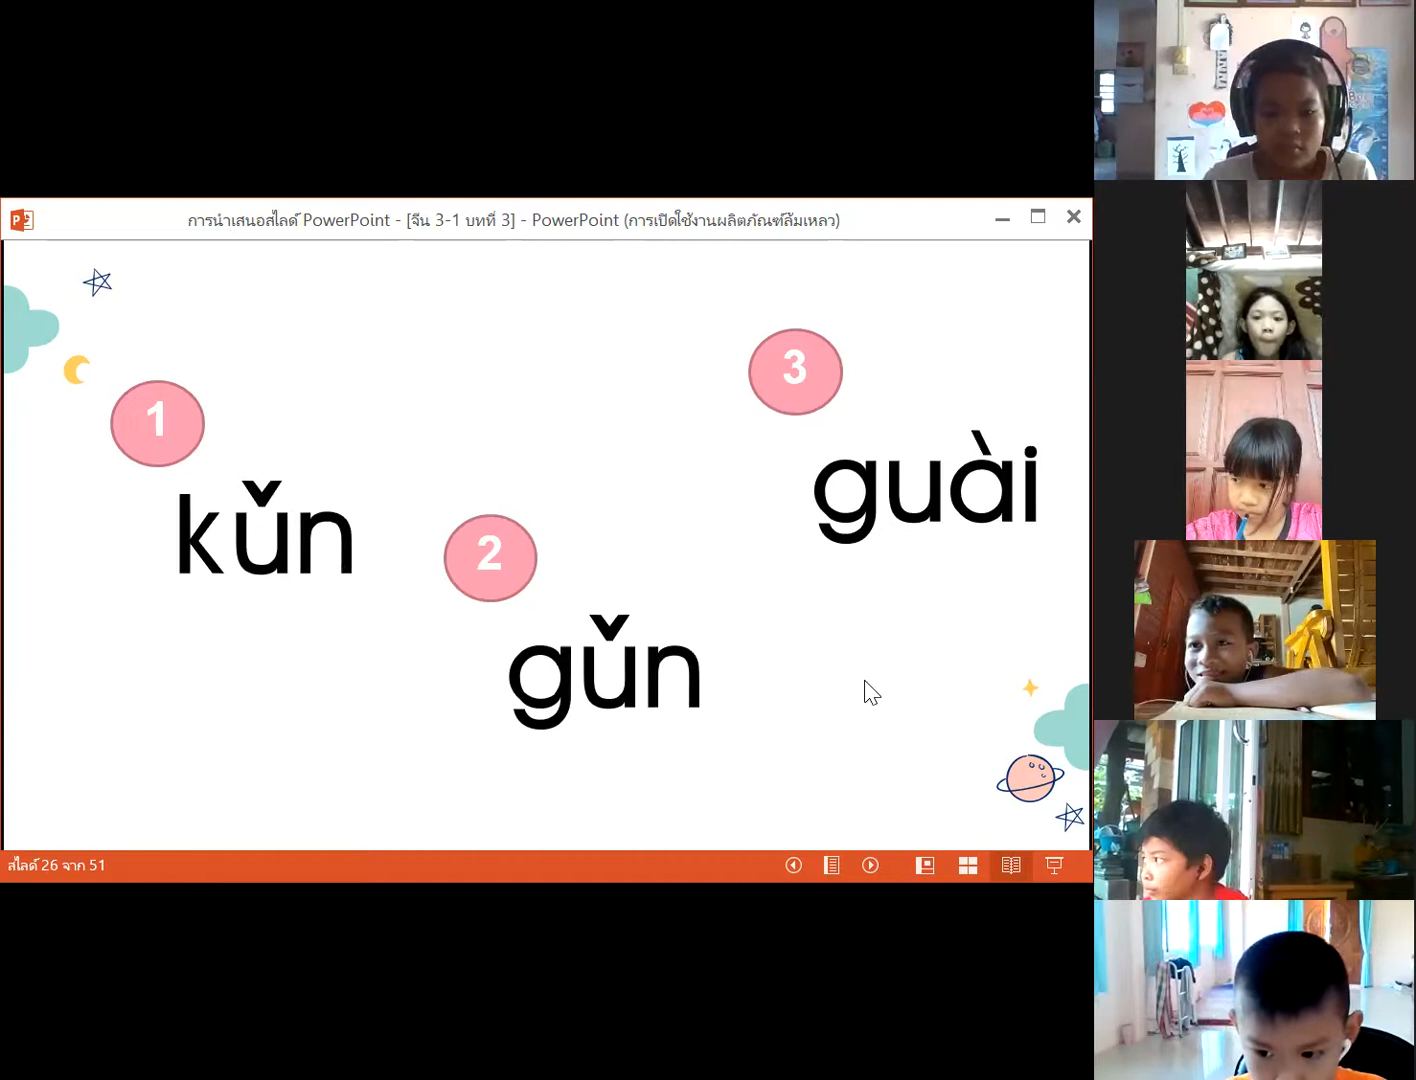 การนำเสนอสไลด์ PowerPoint - [จีน 3-1 บทที่ 3] - PowerPoint (การเปิดใช้งานผลิตภัณฑ์ล้มเหลว)
1
kǔn
2
gǔn
3
guài
สไลด์ 26 จาก 51